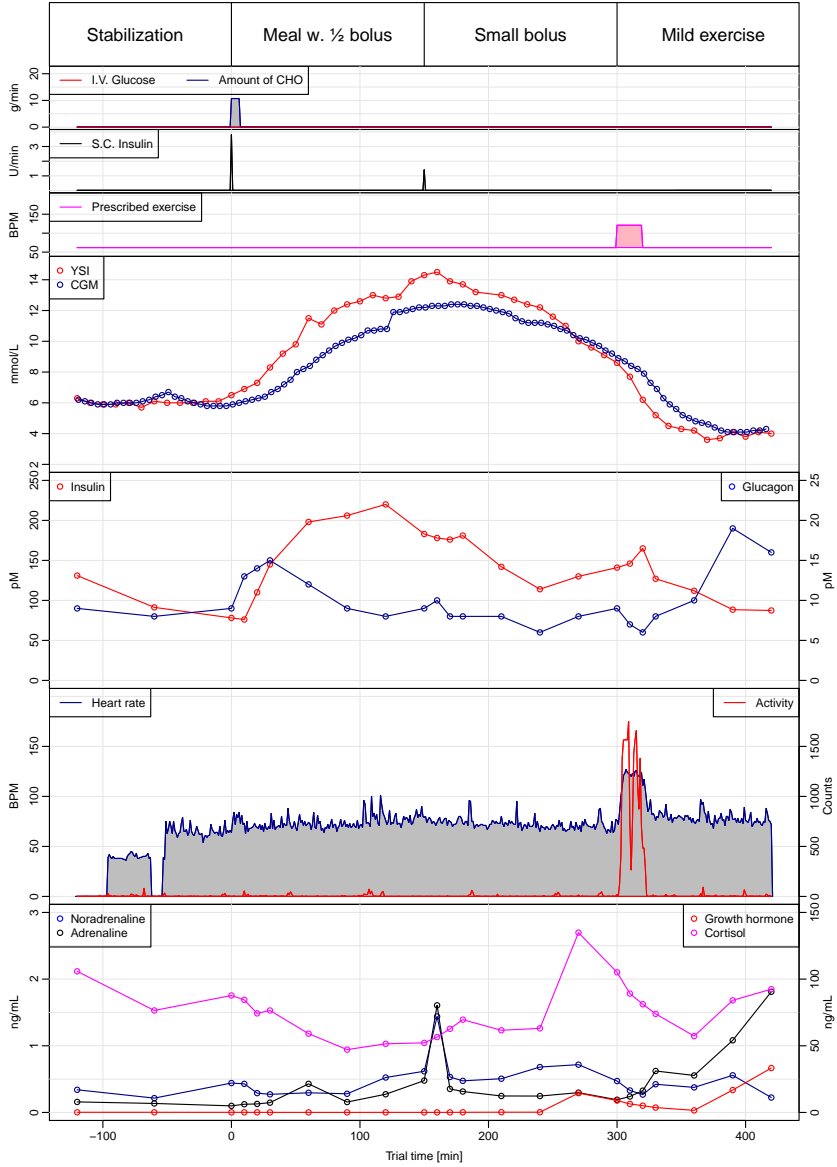 Stabilization Meal w. ½ bolus Small bolus Mild exercise
I.V. Glucose Amount of CHO
g/min
20
10
0
S.C. Insulin
U/min
3
1
Prescribed exercise
BPM
150
50
YSI
CGM
mmol/L
14
12
10
8
6
4
2
Insulin Glucagon
pM
250
200
150
100
50
0
25
20
15
10
5
0
pM
Heart rate Activity
BPM
150
100
50
0
1500
1000
500
0
Counts
Noradrenaline
Adrenaline
Growth hormone
Cortisol
ng/mL
3
2
1
0
150
100
50
0
ng/mL
−100 0 100 200 300 400
Trial time [min]